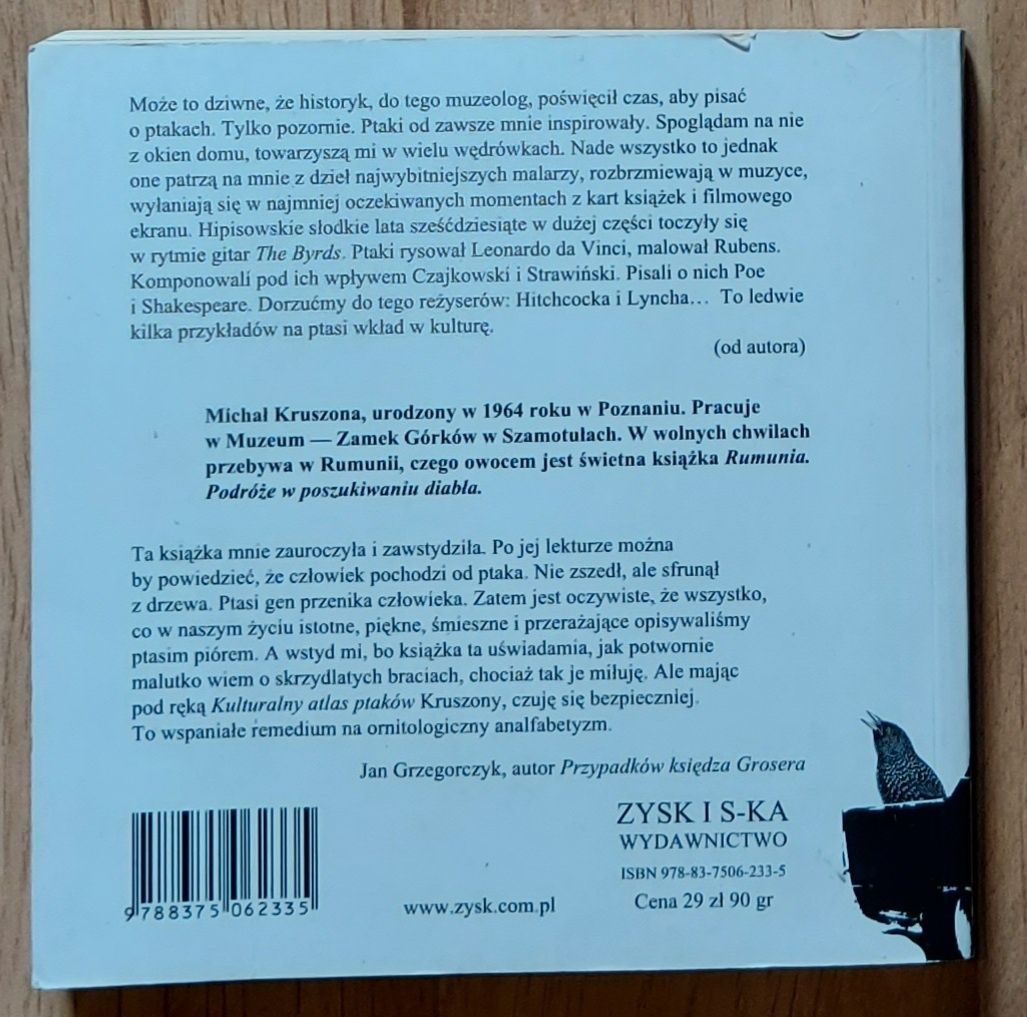 Może to dziwne, że historyk, do tego muzeolog, poświęcił czas, aby pisać
o ptakach. Tylko pozornie. Ptaki od zawsze mnie inspirowały. Spoglądam na nie
z okien domu, towarzyszą mi w wielu wędrówkach. Nade wszystko to jednak
one patrzą na mnie z dzieł najwybitniejszych malarzy, rozbrzmiewają w muzyce,
wyłaniają się w najmniej oczekiwanych momentach z kart książek i filmowego
ekranu. Hipisowskie słodkie lata sześćdziesiąte w dużej części toczyły się
w rytmie gitar The Byrds. Ptaki rysował Leonardo da Vinci, malował Rubens.
Komponowali pod ich wpływem Czajkowski i Strawiński. Pisali o nich Poe
i Shakespeare. Dorzućmy do tego reżyserów: Hitchcocka i Lyncha... To ledwie
kilka przykładów na ptasi wkład w kulturę.
(od autora)
Michał Kruszona, urodzony w 1964 roku w Poznaniu. Pracuje
w Muzeum — Zamek Górków w Szamotułach. W wolnych chwilach
przebywa w Rumunii, czego owocem jest świetna książka Rumunia.
Podróże w poszukiwaniu diabła.
Ta książka mnie zauroczyła i zawstydziła. Po jej lekturze można
by powiedzieć, że człowiek pochodzi od ptaka. Nie zszedł, ale sfrunął
z drzewa. Ptasi gen przenika człowieka. Zatem jest oczywiste, że wszystko,
co w naszym życiu istotne, piękne, śmieszne i przerażające opisywaliśmy
ptasim piórem. A wstyd mi, bo książka ta uświadamia, jak potwornie
malutko wiem o skrzydlatych braciach, chociaż tak je miłuję. Ale mając
pod ręką Kulturalny atlas ptaków Kruszony, czuję się bezpieczniej.
To wspaniałe remedium na ornitologiczny analfabetyzm.
Jan Grzegorczyk, autor Przypadków księdza Grosera
ZYSK I S-KA
WYDAWNICTWO
ISBN 978-83-7506-233-5
Cena 29 zł 90 gr
www.zysk.com.pl
9 788375 062335